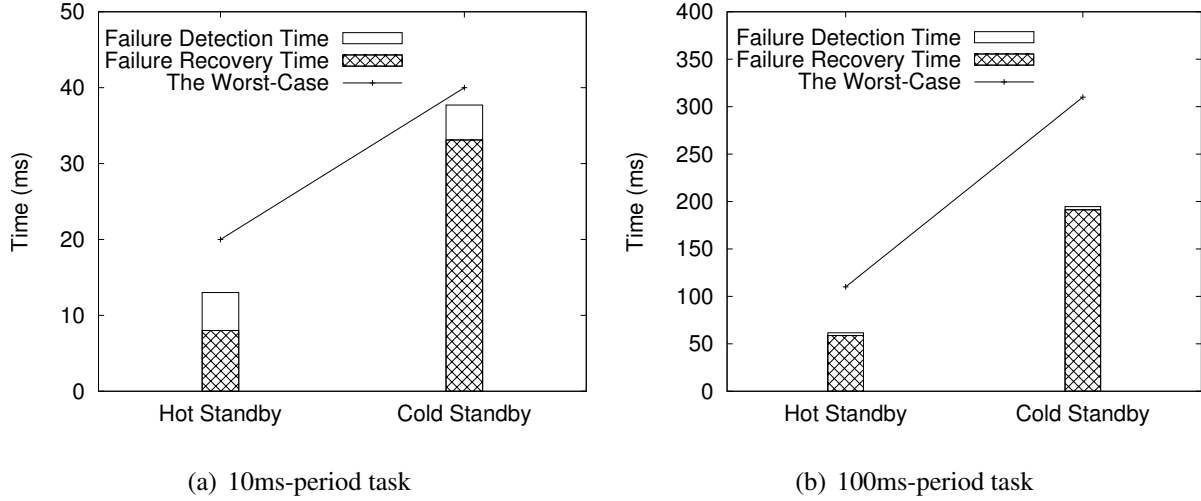 50
40
30
20
10
0
Time (ms)
Failure Detection Time
Failure Recovery Time
The Worst-Case
Hot Standby
Cold Standby
(a) 10ms-period task
400
350
300
250
200
150
100
50
0
Time (ms)
Failure Detection Time
Failure Recovery Time
The Worst-Case
Hot Standby
Cold Standby
(b) 100ms-period task